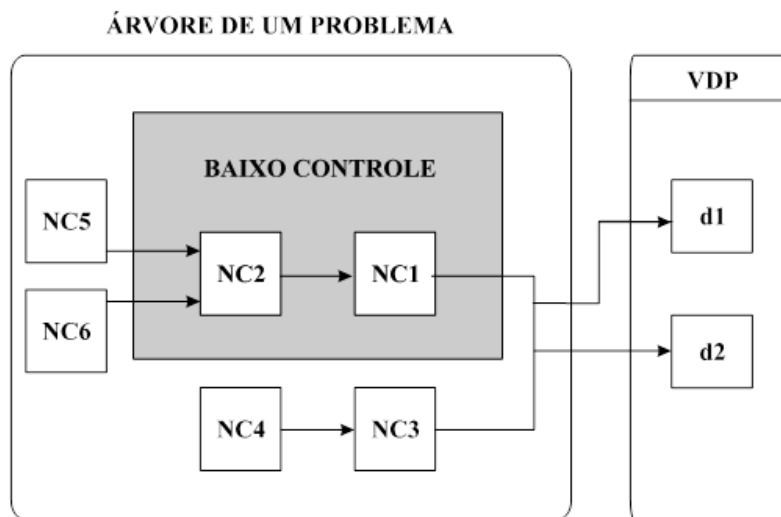 ÁRVORE DE UM PROBLEMA
VDP
BAIXO CONTROLE
NC5
d1
NC2
NC1
NC6
d2
NC4
NC3